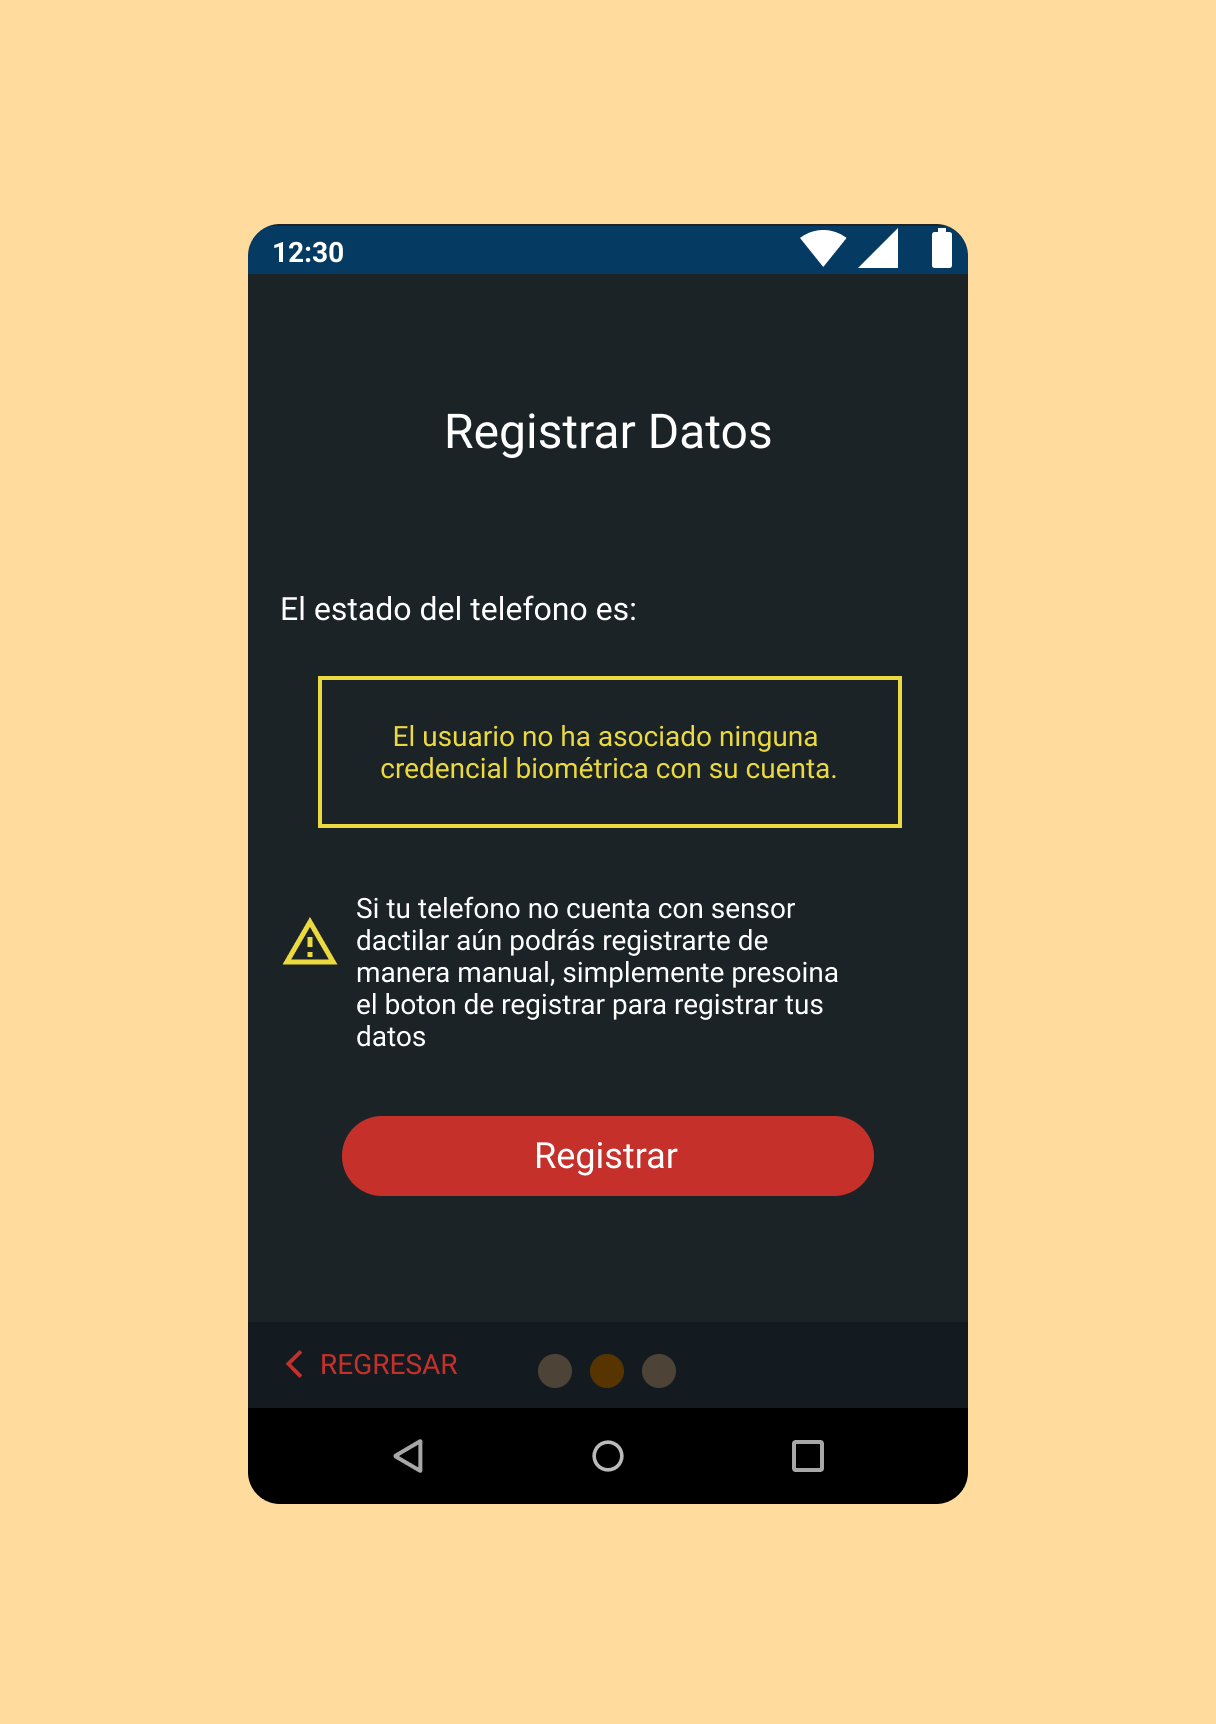 12:30
Registrar Datos
El estado del telefono es:
El usuario no ha asociado ninguna
credencial biométrica con su cuenta.
Si tu telefono no cuenta con sensor
dactilar aún podrás registrarte de
manera manual, simplemente presoina
el boton de registrar para registrar tus
datos
Registrar
REGRESAR